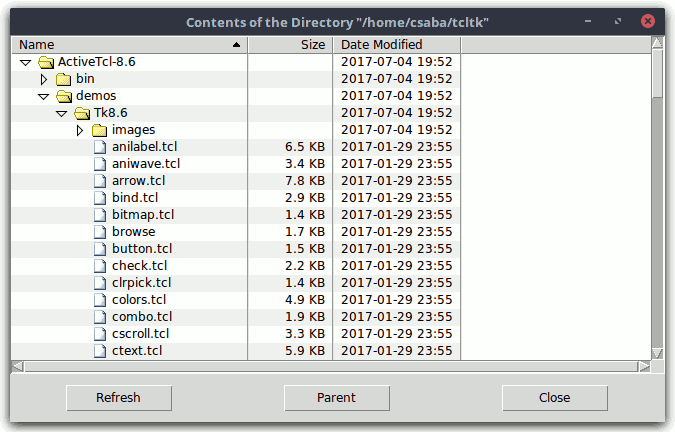 Contents of the Directory "/home/csaba/tcltk"
Name Size Date Modified
ActiveTcl-8.6 2017-07-04 19:52
bin 2017-07-04 19:52
demos 2017-07-04 19:52
Tk8.6 2017-07-04 19:52
images 2017-07-04 19:52
anilabel.tcl 6.5 KB 2017-01-29 23:55
aniwave.tcl 3.4 KB 2017-01-29 23:55
arrow.tcl 7.8 KB 2017-01-29 23:55
bind.tcl 2.9 KB 2017-01-29 23:55
bitmap.tcl 1.4 KB 2017-01-29 23:55
browse 1.7 KB 2017-01-29 23:55
button.tcl 1.5 KB 2017-01-29 23:55
check.tcl 2.2 KB 2017-01-29 23:55
clrpick.tcl 1.4 KB 2017-01-29 23:55
colors.tcl 4.9 KB 2017-01-29 23:55
combo.tcl 1.9 KB 2017-01-29 23:55
cscroll.tcl 3.3 KB 2017-01-29 23:55
ctext.tcl 5.9 KB 2017-01-29 23:55
Refresh Parent Close